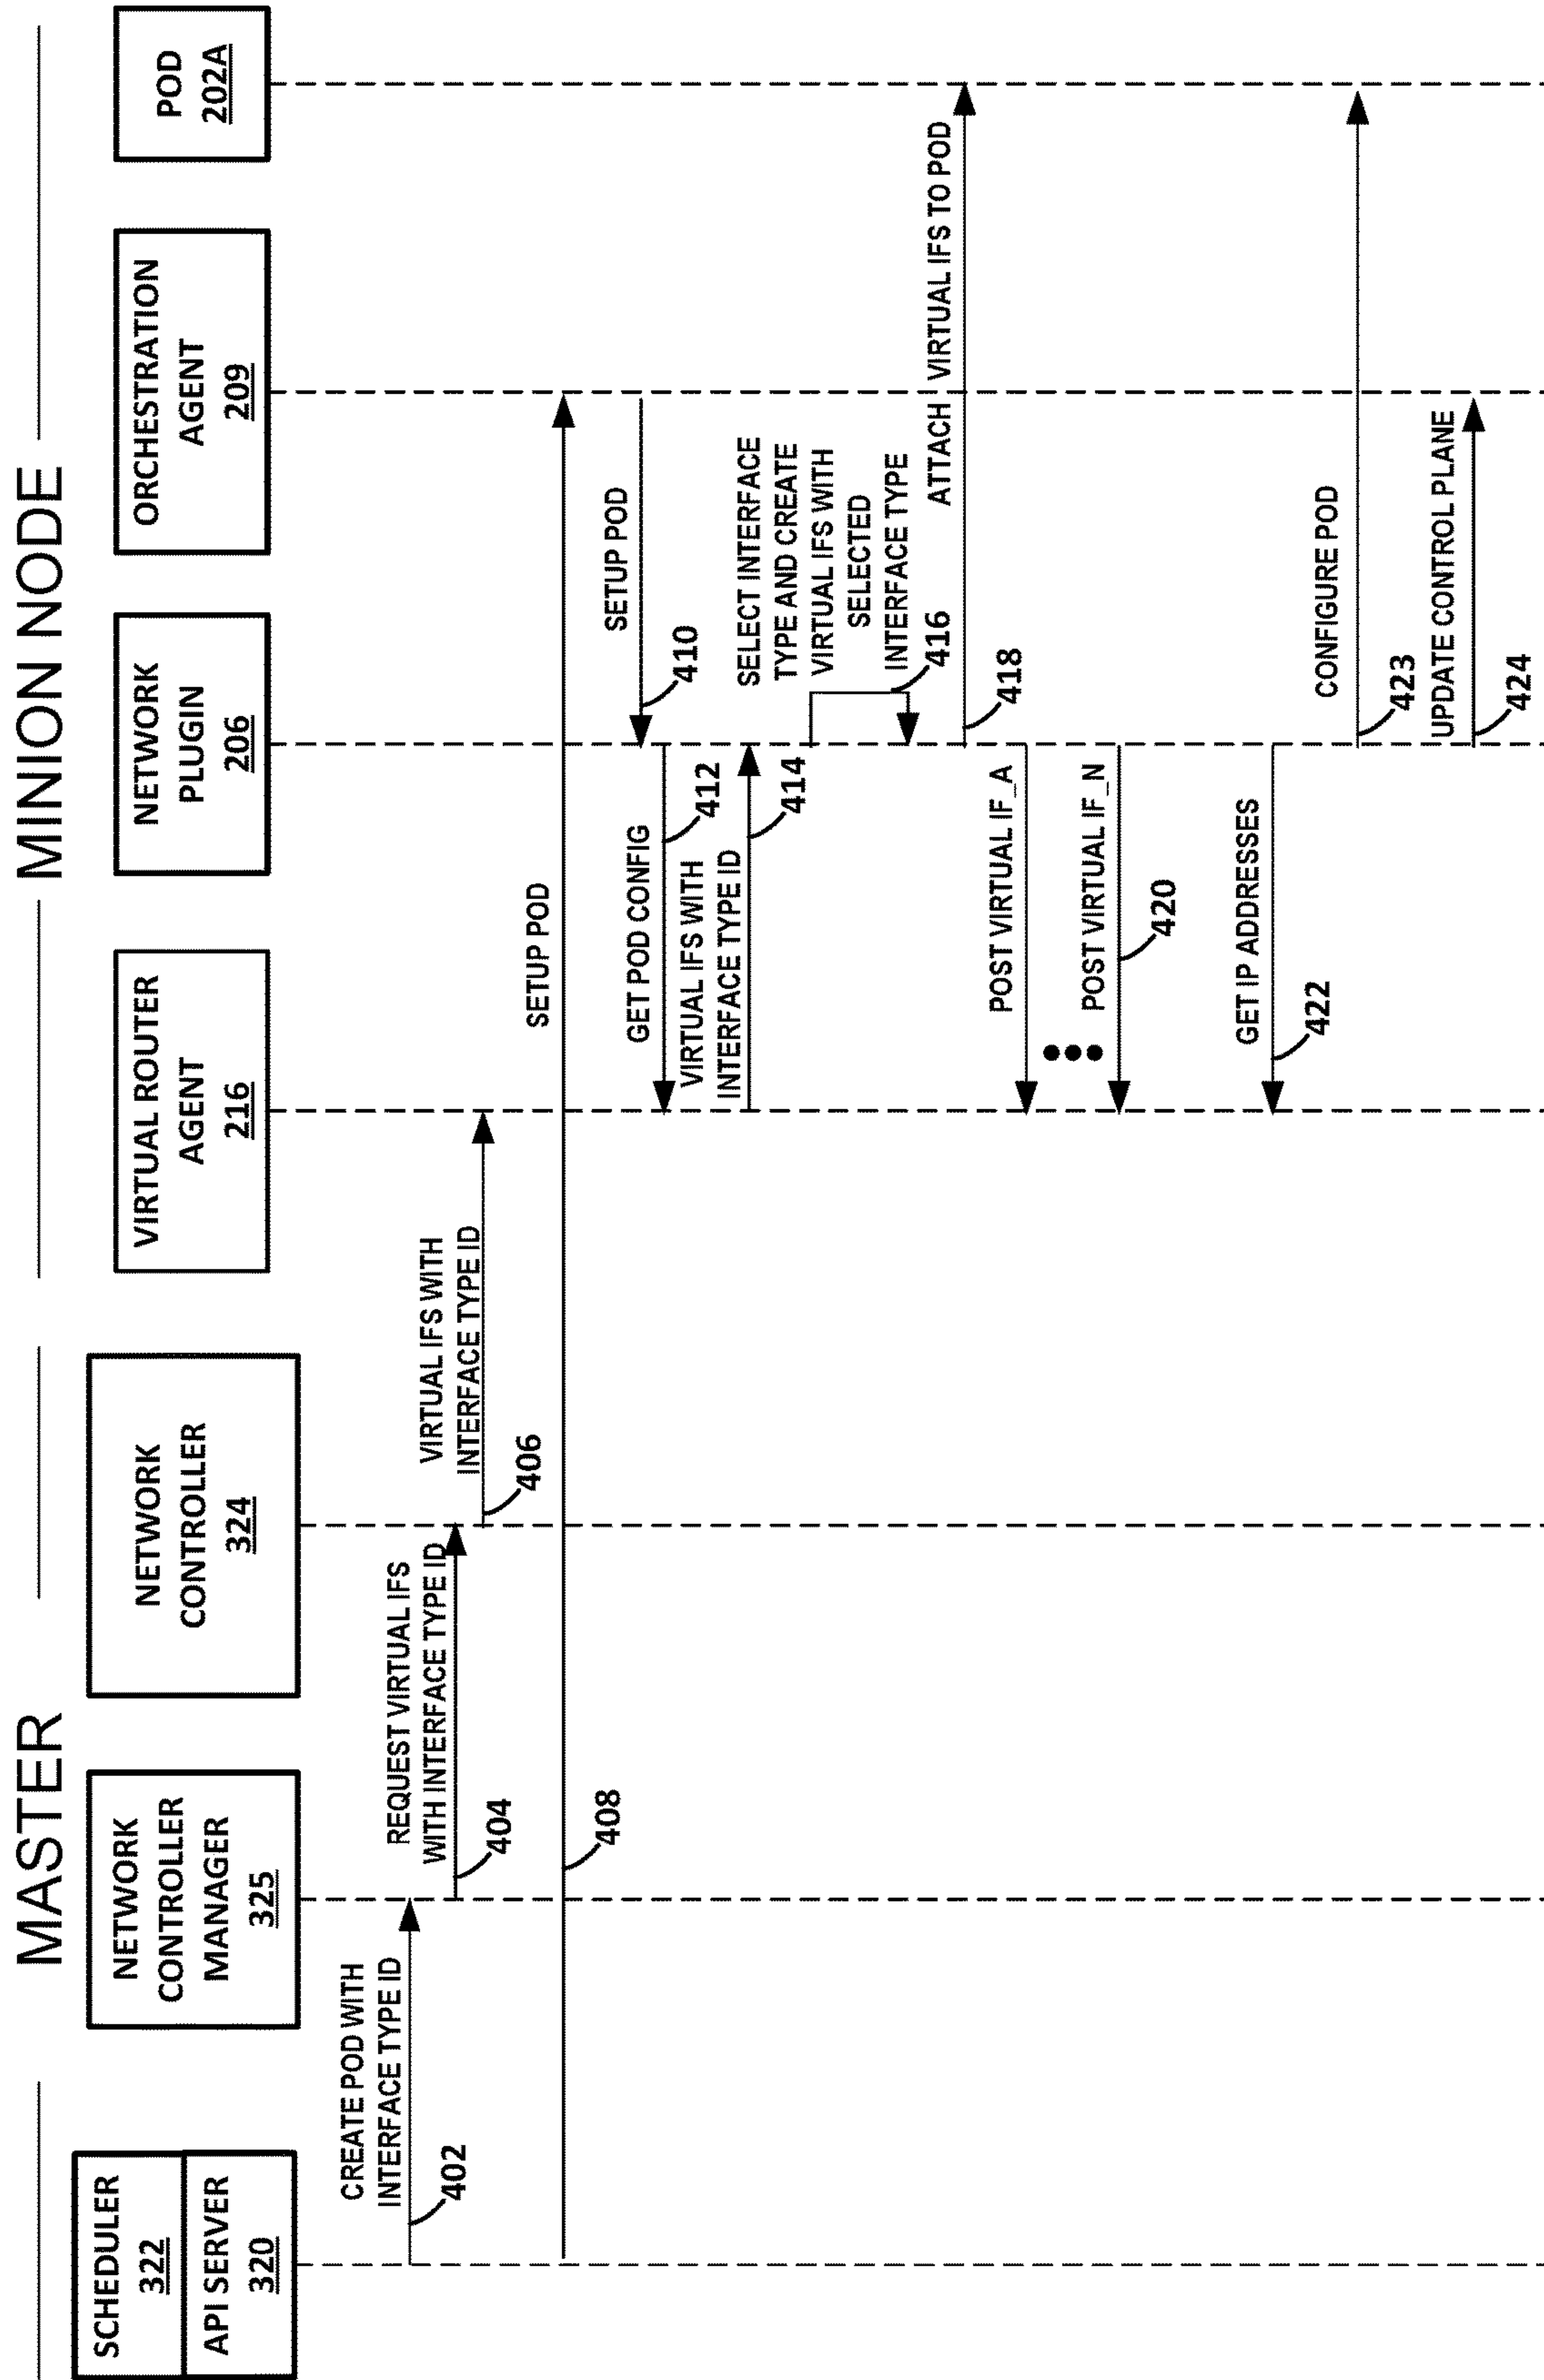 MASTER
MINION NODE
SCHEDULER
322
API SERVER
320
NETWORK
CONTROLLER
MANAGER
325
NETWORK
CONTROLLER
324
VIRTUAL ROUTER
AGENT
216
NETWORK
PLUGIN
206
ORCHESTRATION
AGENT
209
POD
202A
CREATE POD WITH
INTERFACE TYPE ID
402
REQUEST VIRTUAL IFS
WITH INTERFACE TYPE ID
404
VIRTUAL IFS WITH
INTERFACE TYPE ID
406
SETUP POD
408
SETUP POD
410
GET POD CONFIG
412
VIRTUAL IFS WITH
INTERFACE TYPE ID
414
SELECT INTERFACE
TYPE AND CREATE
VIRTUAL IFS WITH
SELECTED
INTERFACE TYPE
416
ATTACH VIRTUAL IFS TO POD
418
POST VIRTUAL IF_A
POST VIRTUAL IF_N
420
GET IP ADDRESSES
422
CONFIGURE POD
423
UPDATE CONTROL PLANE
424